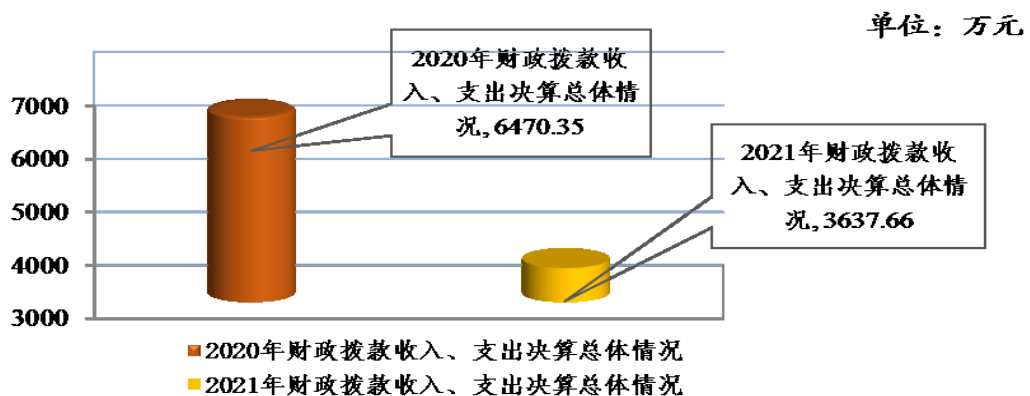 单位：万元
2020年财政拨款收
入、支出决算总体情
况,6470.35
2021年财政拨款收
入、支出决算总体情
况,3637.66
7000
6000
5000
4000
3000
2020年财政拨款收入、支出决算总体情况
2021年财政拨款收入、支出决算总体情况